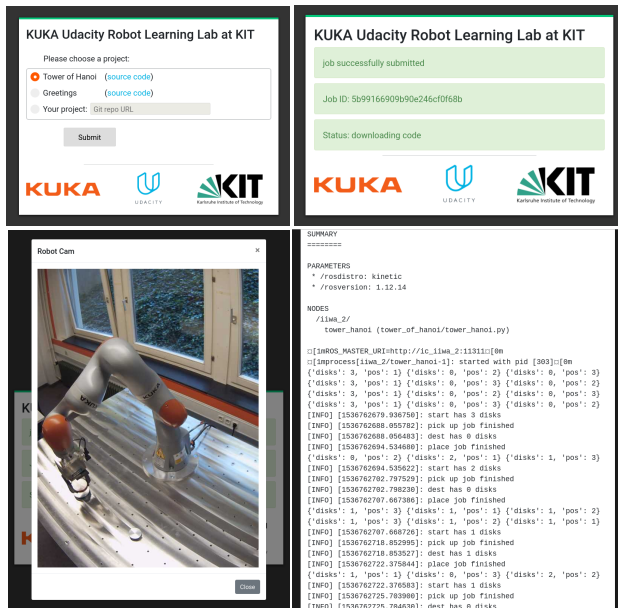 KUKA Udacity Robot Learning Lab at KIT
Please choose a project:
Tower of Hanoi (source code)
Greetings (source code)
Your project: Git repo URL
Submit
KUKA
UDACITY
KIT
Karlsruhe Institute of Technology
KUKA Udacity Robot Learning Lab at KIT
job successfully submitted
Job ID: 5b99166909b90e246cf0f68b
Status: downloading code
KUKA
UDACITY
KIT
Karlsruhe Institute of Technology
Robot Cam ×
KUKA
Close
SUMMARY
========
PARAMETERS
* /rosdistro: kinetic
* /rosversion: 1.12.14
NODES
/iiwa_2/
tower_hanoi (tower_of_hanoi/tower_hanoi.py)
□[1mROS_MASTER_URI=http://ic_iiwa_2:11311□[0m
□[1mprocess[iiwa_2/tower_hanoi-1]: started with pid [303]□[0m
{'disks': 3, 'pos': 1} {'disks': 0, 'pos': 2} {'disks': 0, 'pos': 3}
{'disks': 3, 'pos': 1} {'disks': 0, 'pos': 3} {'disks': 0, 'pos': 2}
{'disks': 3, 'pos': 1} {'disks': 0, 'pos': 2} {'disks': 0, 'pos': 3}
{'disks': 3, 'pos': 1} {'disks': 0, 'pos': 3} {'disks': 0, 'pos': 2}
[INFO] [1536762679.936750]: start has 3 disks
[INFO] [1536762688.055782]: pick up job finished
[INFO] [1536762688.056483]: dest has 0 disks
[INFO] [1536762694.534680]: place job finished
{'disks': 0, 'pos': 2} {'disks': 2, 'pos': 1} {'disks': 1, 'pos': 3}
[INFO] [1536762694.535622]: start has 2 disks
[INFO] [1536762702.797529]: pick up job finished
[INFO] [1536762702.798230]: dest has 0 disks
[INFO] [1536762707.667386]: place job finished
{'disks': 1, 'pos': 3} {'disks': 1, 'pos': 1} {'disks': 1, 'pos': 2}
{'disks': 1, 'pos': 3} {'disks': 1, 'pos': 2} {'disks': 1, 'pos': 1}
[INFO] [1536762707.668906]: start has 1 disks
[INFO] [1536762718.852995]: pick up job finished
[INFO] [1536762718.853527]: dest has 1 disks
[INFO] [1536762722.375844]: place job finished
{'disks': 1, 'pos': 1} {'disks': 0, 'pos': 3} {'disks': 2, 'pos': 2}
[INFO] [1536762722.376583]: start has 1 disks
[INFO] [1536762725.703900]: pick up job finished
[INFO] [1536762725.704630]: dest has 0 disks